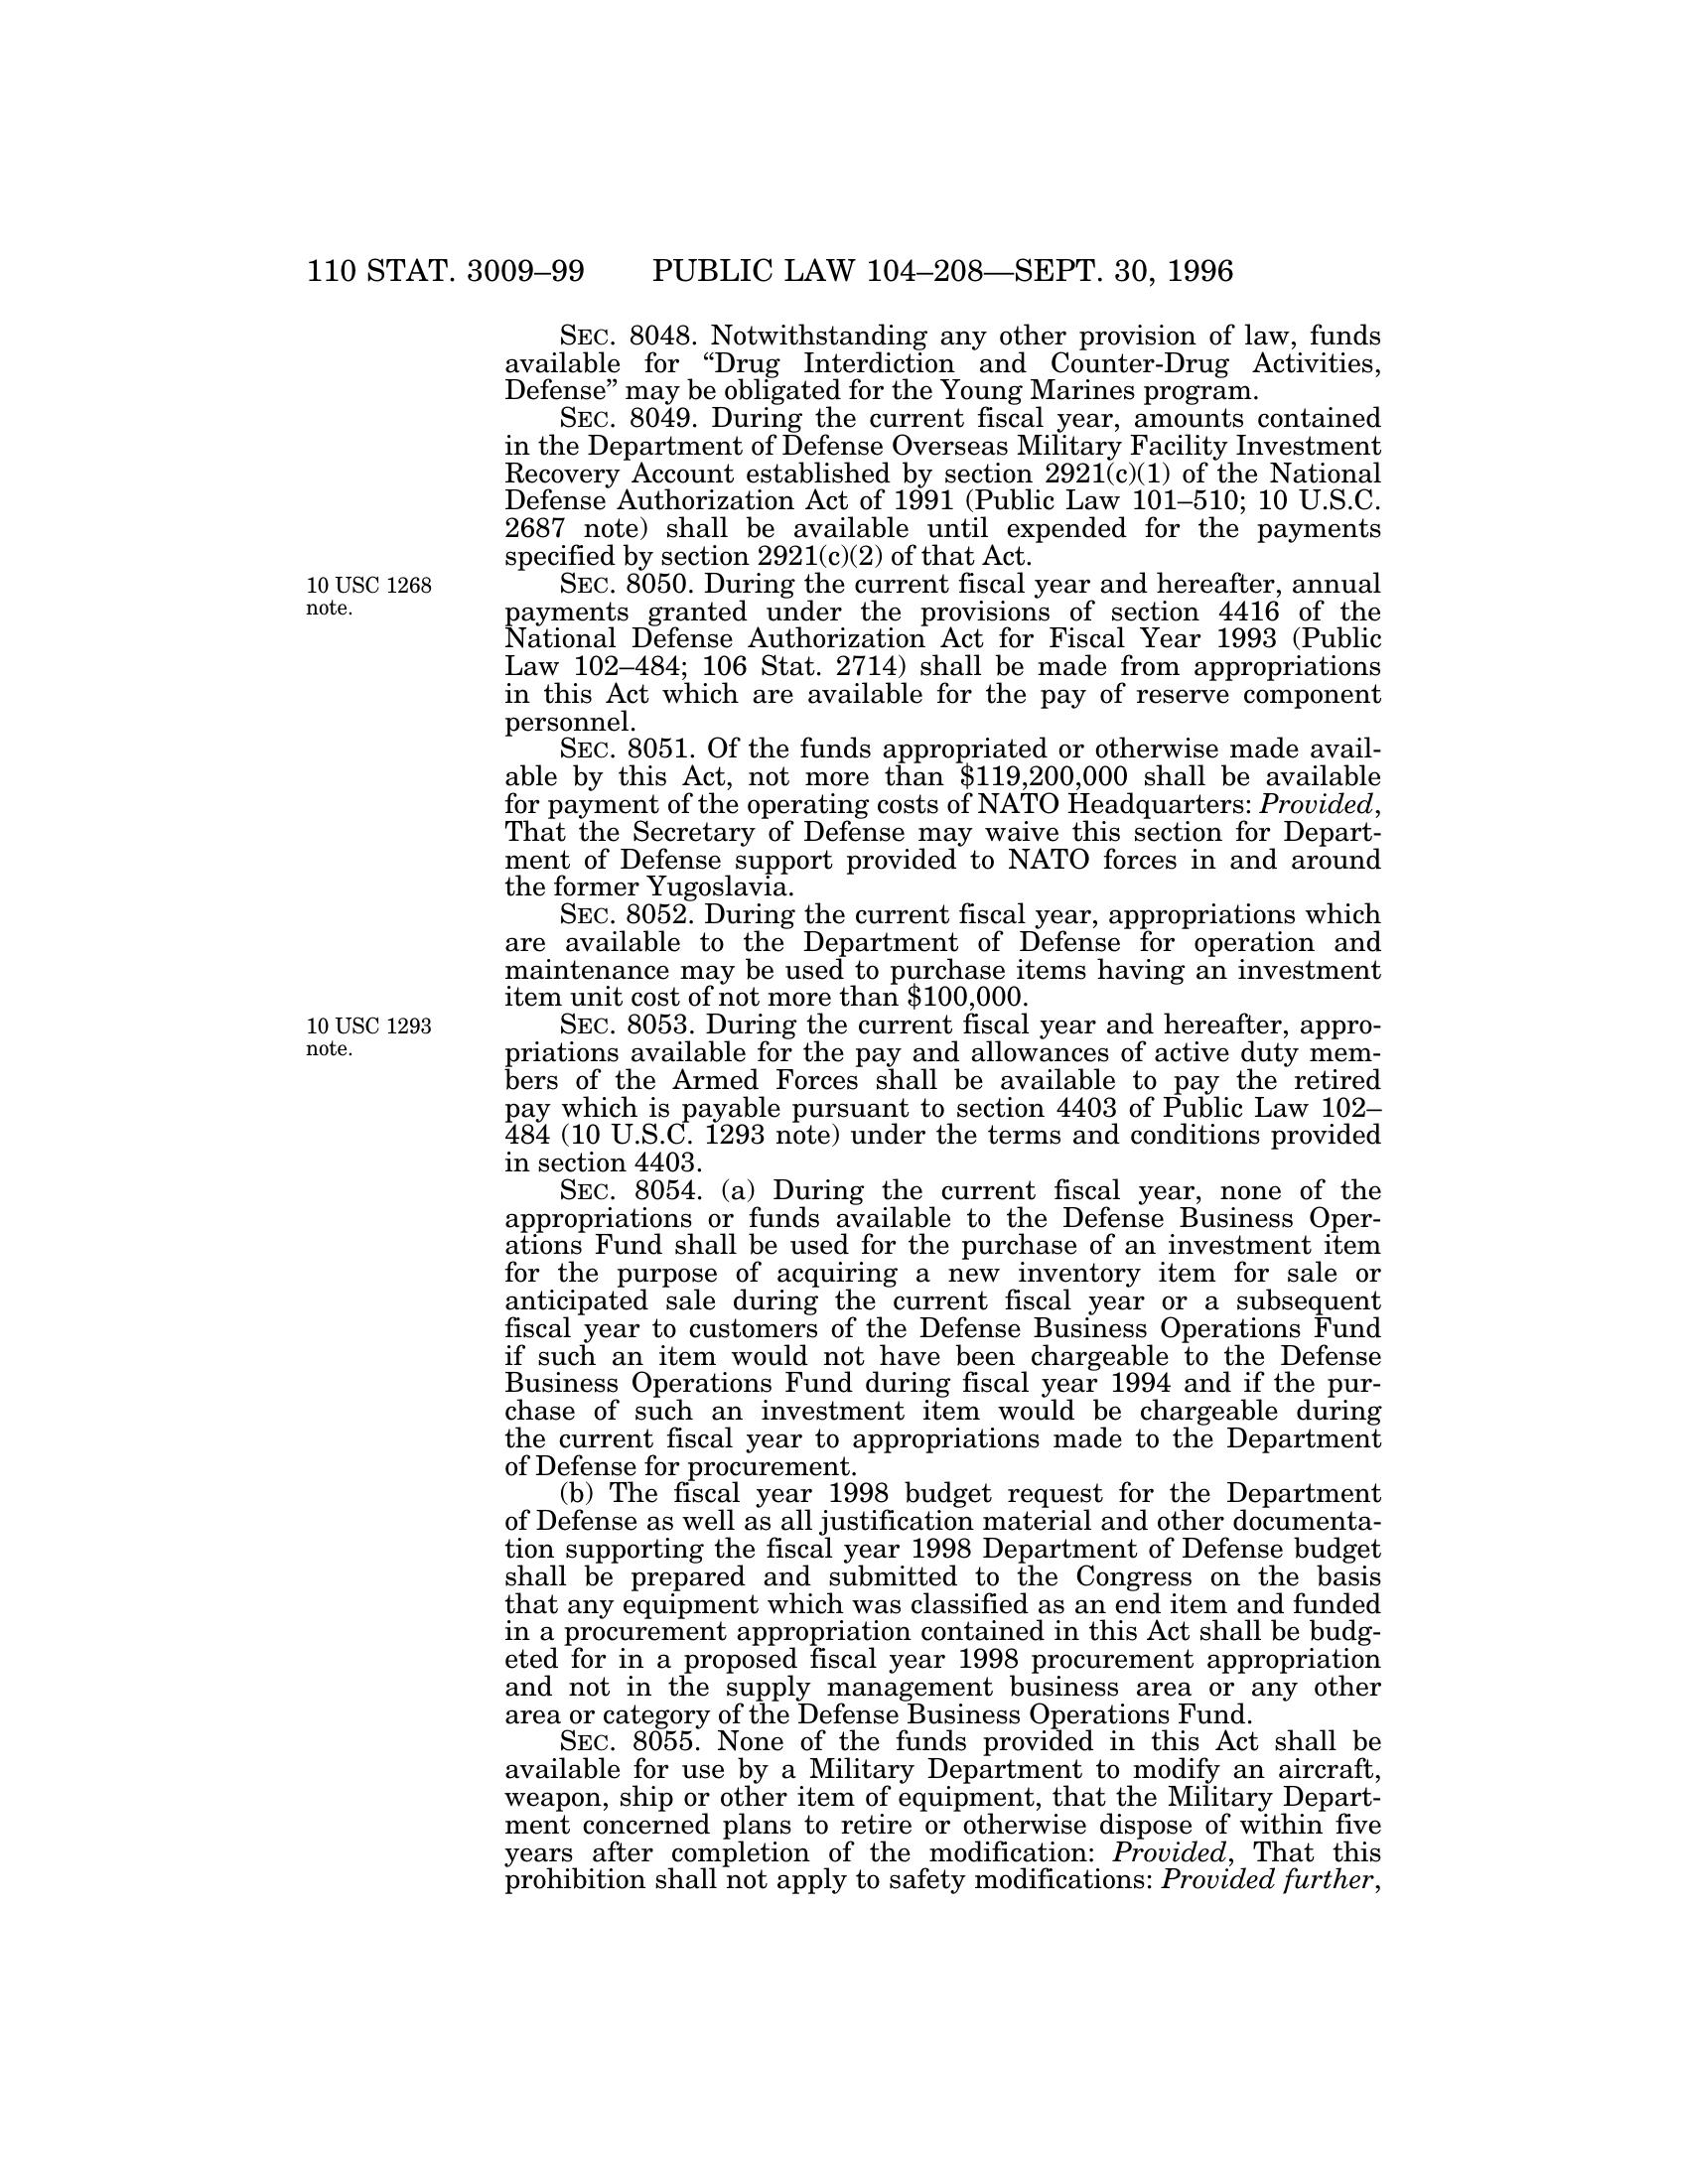 110 STAT. 3009–99 PUBLIC LAW 104–208—SEPT. 30, 1996
SEC. 8048. Notwithstanding any other provision of law, funds
available for “Drug Interdiction and Counter-Drug Activities,
Defense” may be obligated for the Young Marines program.
SEC. 8049. During the current fiscal year, amounts contained
in the Department of Defense Overseas Military Facility Investment
Recovery Account established by section 2921(c)(1) of the National
Defense Authorization Act of 1991 (Public Law 101–510; 10 U.S.C.
2687 note) shall be available until expended for the payments
specified by section 2921(c)(2) of that Act.
10 USC 1268
note.
SEC. 8050. During the current fiscal year and hereafter, annual
payments granted under the provisions of section 4416 of the
National Defense Authorization Act for Fiscal Year 1993 (Public
Law 102–484; 106 Stat. 2714) shall be made from appropriations
in this Act which are available for the pay of reserve component
personnel.
SEC. 8051. Of the funds appropriated or otherwise made avail-
able by this Act, not more than $119,200,000 shall be available
for payment of the operating costs of NATO Headquarters: Provided,
That the Secretary of Defense may waive this section for Depart-
ment of Defense support provided to NATO forces in and around
the former Yugoslavia.
SEC. 8052. During the current fiscal year, appropriations which
are available to the Department of Defense for operation and
maintenance may be used to purchase items having an investment
item unit cost of not more than $100,000.
10 USC 1293
note.
SEC. 8053. During the current fiscal year and hereafter, appro-
priations available for the pay and allowances of active duty mem-
bers of the Armed Forces shall be available to pay the retired
pay which is payable pursuant to section 4403 of Public Law 102–
484 (10 U.S.C. 1293 note) under the terms and conditions provided
in section 4403.
SEC. 8054. (a) During the current fiscal year, none of the
appropriations or funds available to the Defense Business Oper-
ations Fund shall be used for the purchase of an investment item
for the purpose of acquiring a new inventory item for sale or
anticipated sale during the current fiscal year or a subsequent
fiscal year to customers of the Defense Business Operations Fund
if such an item would not have been chargeable to the Defense
Business Operations Fund during fiscal year 1994 and if the pur-
chase of such an investment item would be chargeable during
the current fiscal year to appropriations made to the Department
of Defense for procurement.
(b) The fiscal year 1998 budget request for the Department
of Defense as well as all justification material and other documenta-
tion supporting the fiscal year 1998 Department of Defense budget
shall be prepared and submitted to the Congress on the basis
that any equipment which was classified as an end item and funded
in a procurement appropriation contained in this Act shall be budg-
eted for in a proposed fiscal year 1998 procurement appropriation
and not in the supply management business area or any other
area or category of the Defense Business Operations Fund.
SEC. 8055. None of the funds provided in this Act shall be
available for use by a Military Department to modify an aircraft,
weapon, ship or other item of equipment, that the Military Depart-
ment concerned plans to retire or otherwise dispose of within five
years after completion of the modification: Provided, That this
prohibition shall not apply to safety modifications: Provided further,